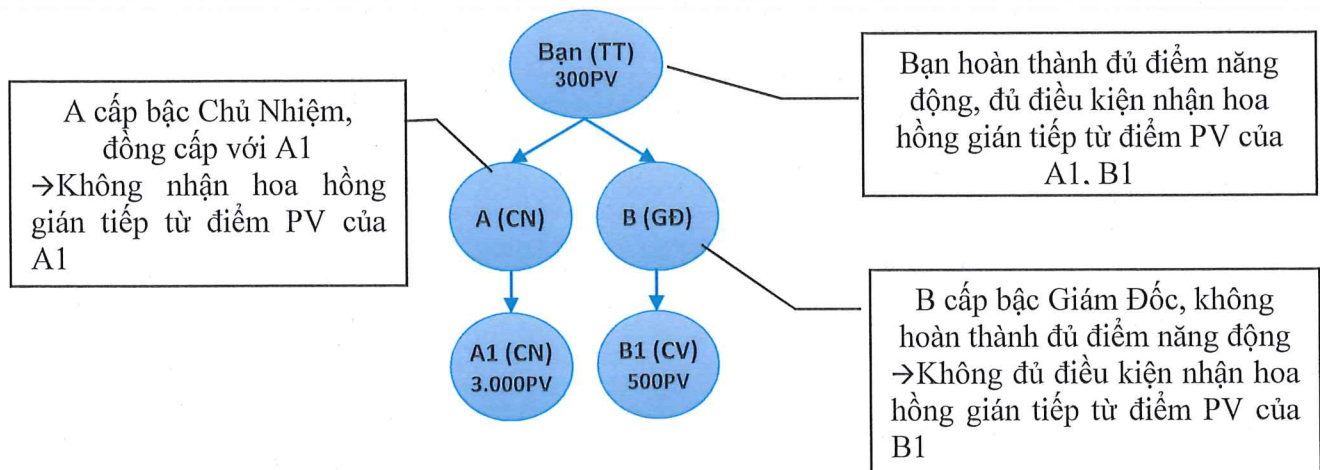 Bạn (TT)
300PV
A cấp bậc Chủ Nhiệm,
đồng cấp với A1
→Không nhận hoa hồng
gián tiếp từ điểm PV của
A1
Bạn hoàn thành đủ điểm năng
động, đủ điều kiện nhận hoa
hồng gián tiếp từ điểm PV của
A1, B1
A (CN)
B (GĐ)
A1 (CN)
3.000PV
B1 (CV)
500PV
B cấp bậc Giám Đốc, không
hoàn thành đủ điểm năng động
→Không đủ điều kiện nhận hoa
hồng gián tiếp từ điểm PV của
B1